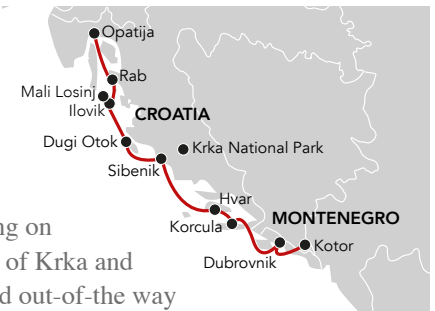 Opatija
Rab
Mali Losinj
Ilovik
CROATIA
Dugi Otok
Krka National Park
Sibenik
Hvar
Korcula
MONTENEGRO
Kotor
Dubrovnik
ng on
of Krka and
d out-of-the way